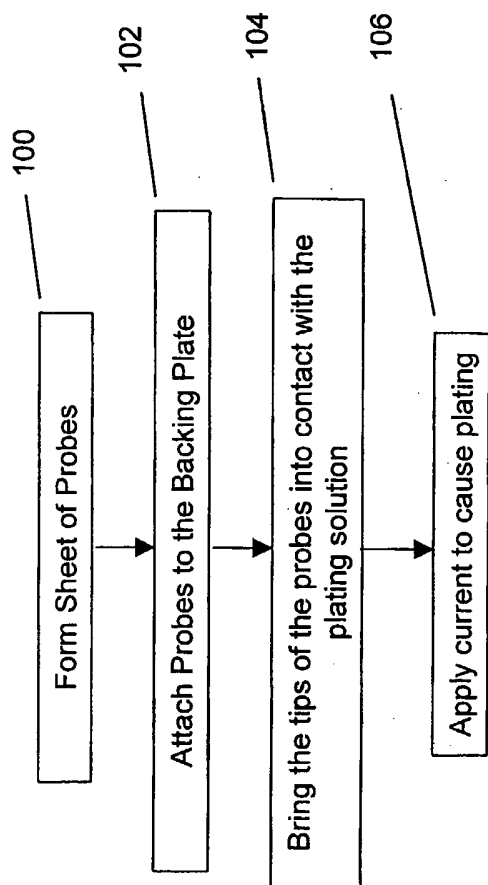 100
Form Sheet of Probes
102
Attach Probes to the Backing Plate
104
Bring the tips of the probes into contact with the
plating solution
106
Apply current to cause plating